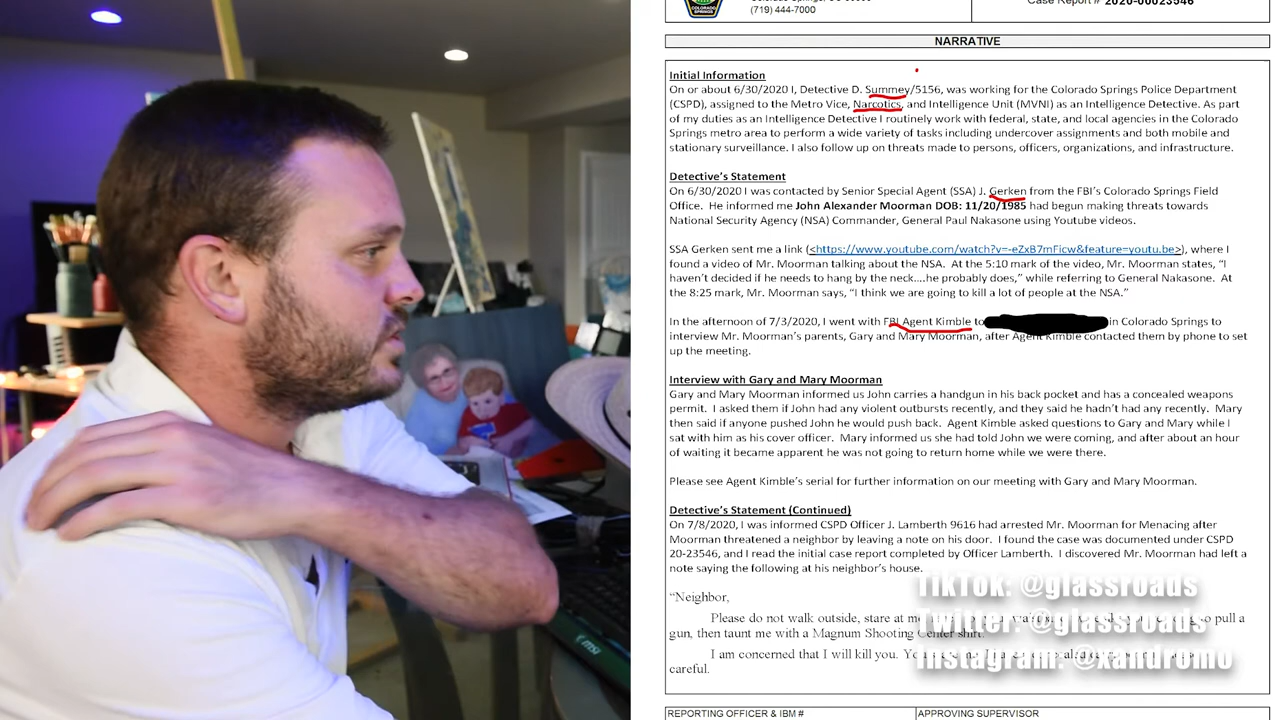 Colorado Springs, CO
(719) 444-7000
Case Report # 2020-00023546
NARRATIVE
Initial Information
On or about 6/30/2020 I, Detective D. Summey/5156, was working for the Colorado Springs Police Department
(CSPD), assigned to the Metro Vice, Narcotics, and Intelligence Unit (MVNI) as an Intelligence Detective. As part
of my duties as an Intelligence Detective I routinely work with federal, state, and local agencies in the Colorado
Springs metro area to perform a wide variety of tasks including undercover assignments and both mobile and
stationary surveillance. I also follow up on threats made to persons, officers, organizations, and infrastructure.
Detective's Statement
On 6/30/2020 I was contacted by Senior Special Agent (SSA) J. Gerken from the FBI's Colorado Springs Field
Office. He informed me John Alexander Moorman DOB: 11/20/1985 had begun making threats towards
National Security Agency (NSA) Commander, General Paul Nakasone using Youtube videos.
SSA Gerken sent me a link (<https://www.youtube.com/watch?v=-eZxB7mFicw&feature=youtu.be>), where I
found a video of Mr. Moorman talking about the NSA. At the 5:10 mark of the video, Mr. Moorman states, "I
haven't decided if he needs to hang by the neck....he probably does," while referring to General Nakasone. At
the 8:25 mark, Mr. Moorman says, "I think we are going to kill a lot of people at the NSA."
In the afternoon of 7/3/2020, I went with FBI Agent Kimble to in Colorado Springs to
interview Mr. Moorman's parents, Gary and Mary Moorman, after Agent Kimble contacted them by phone to set
up the meeting.
Interview with Gary and Mary Moorman
Gary and Mary Moorman informed us John carries a handgun in his back pocket and has a concealed weapons
permit. I asked them if John had any violent outbursts recently, and they said he hadn't had any recently. Mary
then said if anyone pushed John he would push back. Agent Kimble asked questions to Gary and Mary while I
sat with him as his cover officer. Mary informed us she had told John we were coming, and after about an hour
of waiting it became apparent he was not going to return home while we were there.
Please see Agent Kimble's serial for further information on our meeting with Gary and Mary Moorman.
Detective's Statement (Continued)
On 7/8/2020, I was informed CSPD Officer J. Lamberth 9616 had arrested Mr. Moorman for Menacing after
Moorman threatened a neighbor by leaving a note on his door. I found the case was documented under CSPD
20-23546, and I read the initial case report completed by Officer Lamberth. I discovered Mr. Moorman had left a
note saying the following at his neighbor's house.
"Neighbor,
Please do not walk outside, stare at to pull a
gun, then taunt me with a Magnum Shooting Center shirt.
I am concerned that I will kill you.
careful.
TikTok: @glassroads
Twitter: @glassroads
Instagram: @xandromo
REPORTING OFFICER & IBM #
APPROVING SUPERVISOR
msi